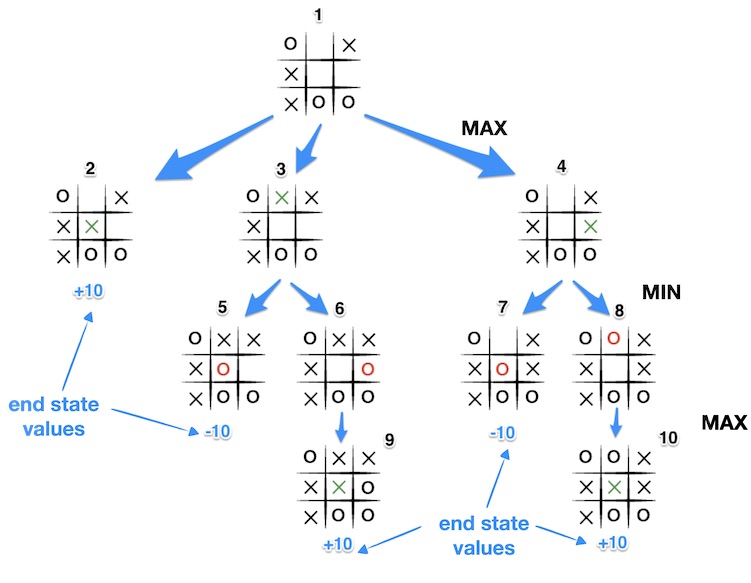 1
O X
X
X O O
MAX
2
O X
X X
X O O
+10
3
O X X
X
X O O
4
O X
X X
X O O
MIN
5
O X X
X O
X O O
-10
6
O X X
X O
X O O
7
O X
X O X
X O O
-10
8
O O X
X X
X O O
MAX
end state
values
9
O X X
X X O
X O O
+10
10
O O X
X X X
X O O
+10
end state
values